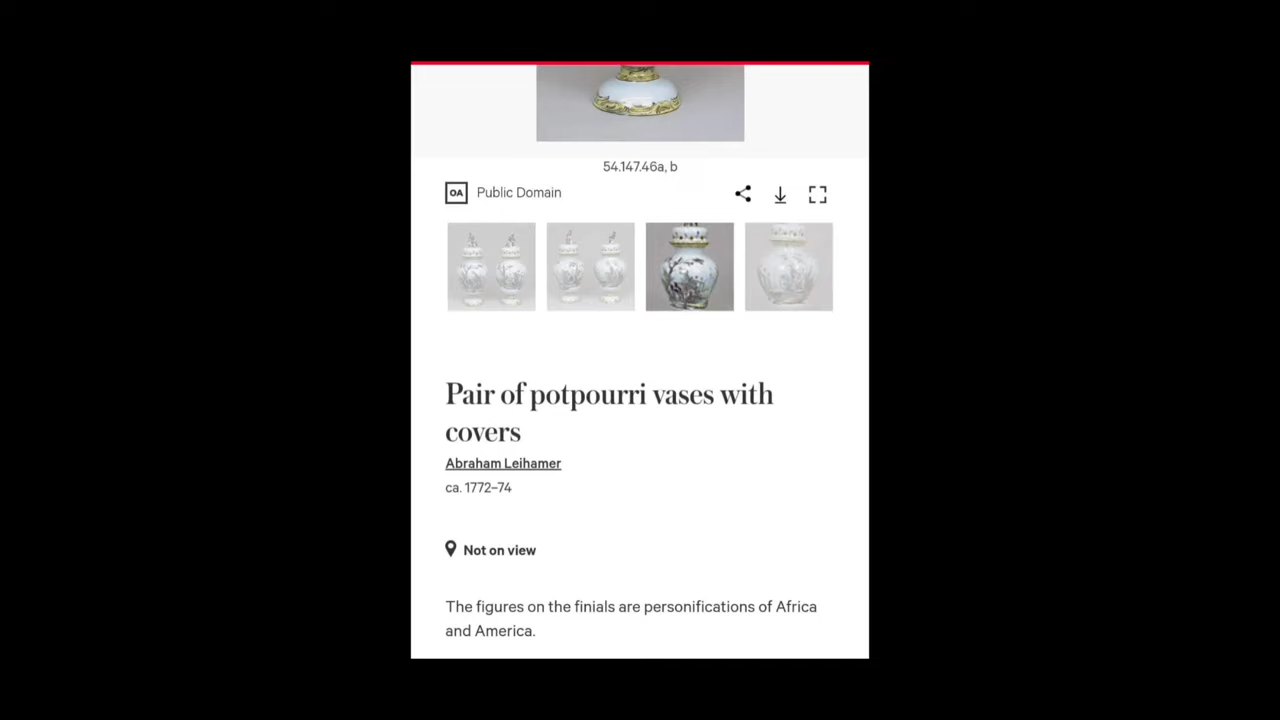 54.147.46a, b
OA Public Domain
Pair of potpourri vases with
covers
Abraham Leihamer
ca. 1772–74
Not on view
The figures on the finials are personifications of Africa
and America.